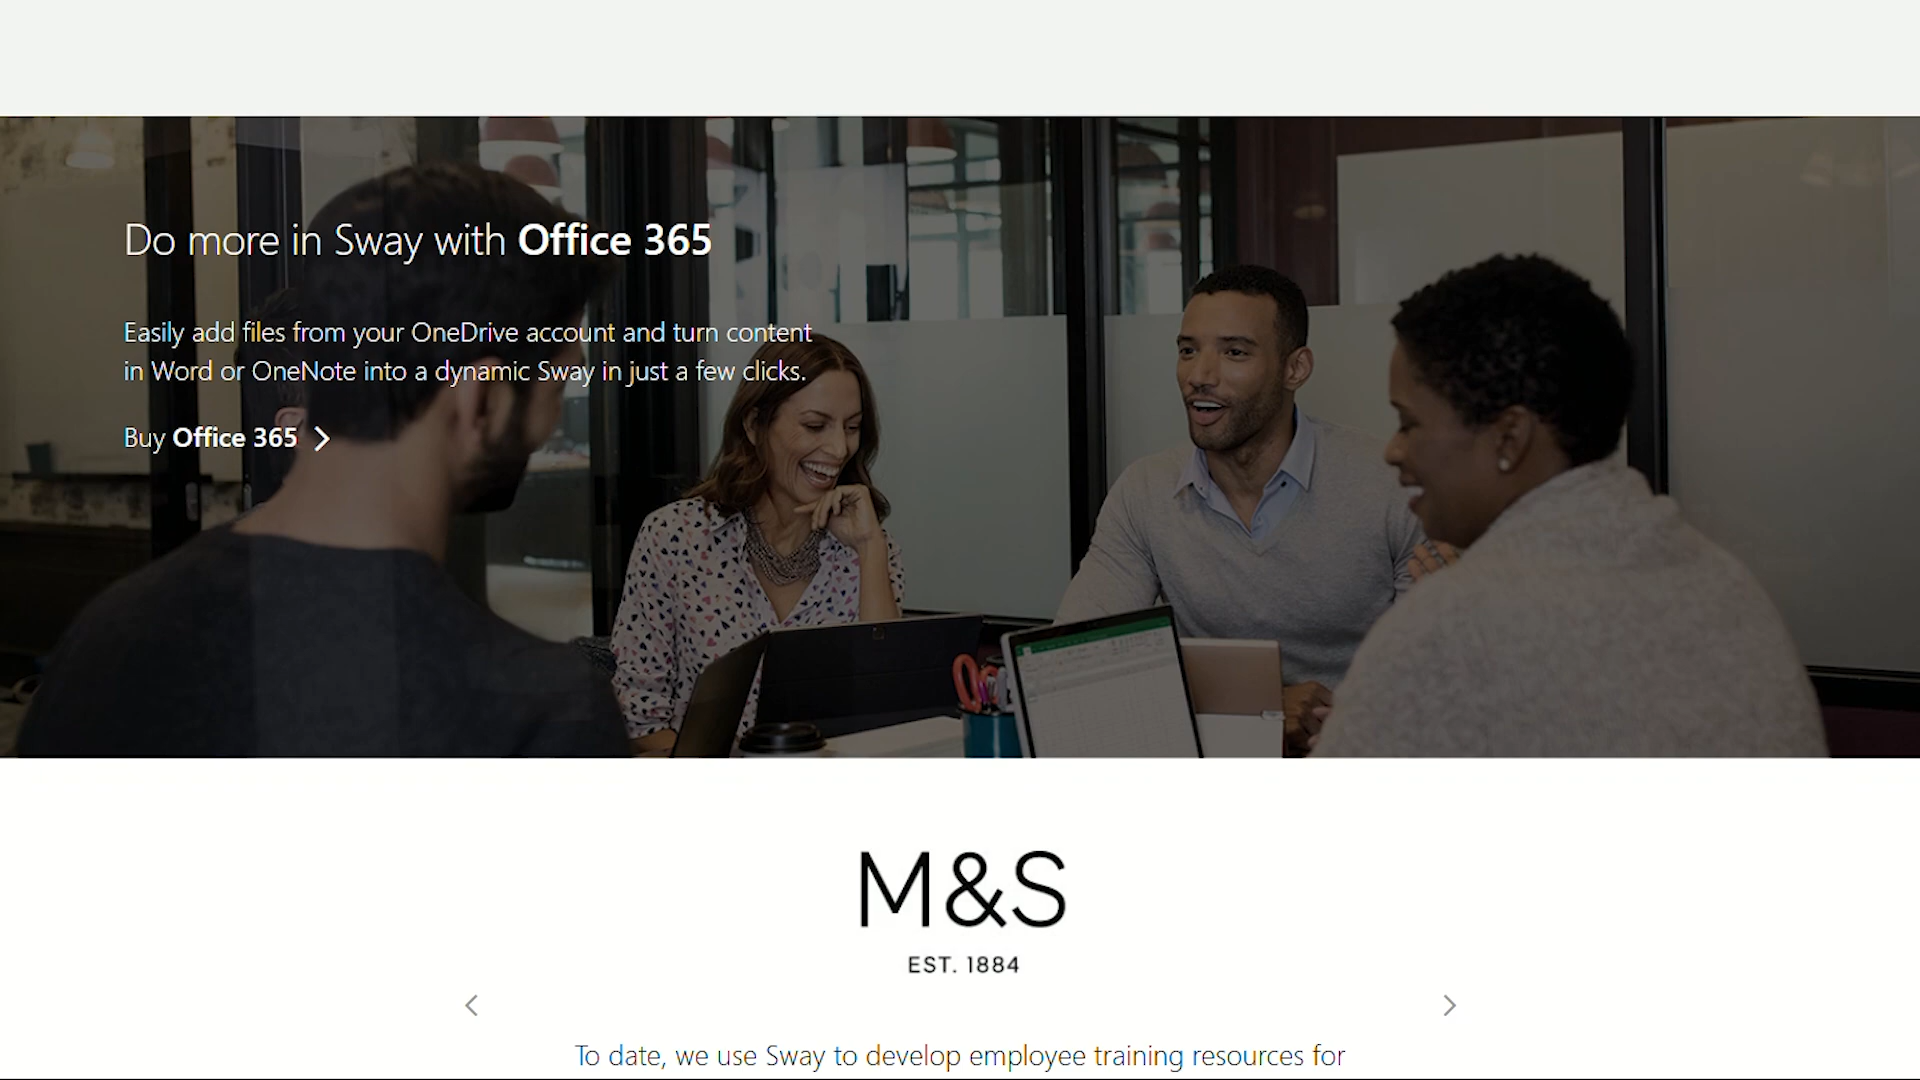 Do more in Sway with Office 365
Easily add files from your OneDrive account and turn content
in Word or OneNote into a dynamic Sway in just a few clicks.
Buy Office 365
M&S
EST. 1884
To date, we use Sway to develop employee training resources for